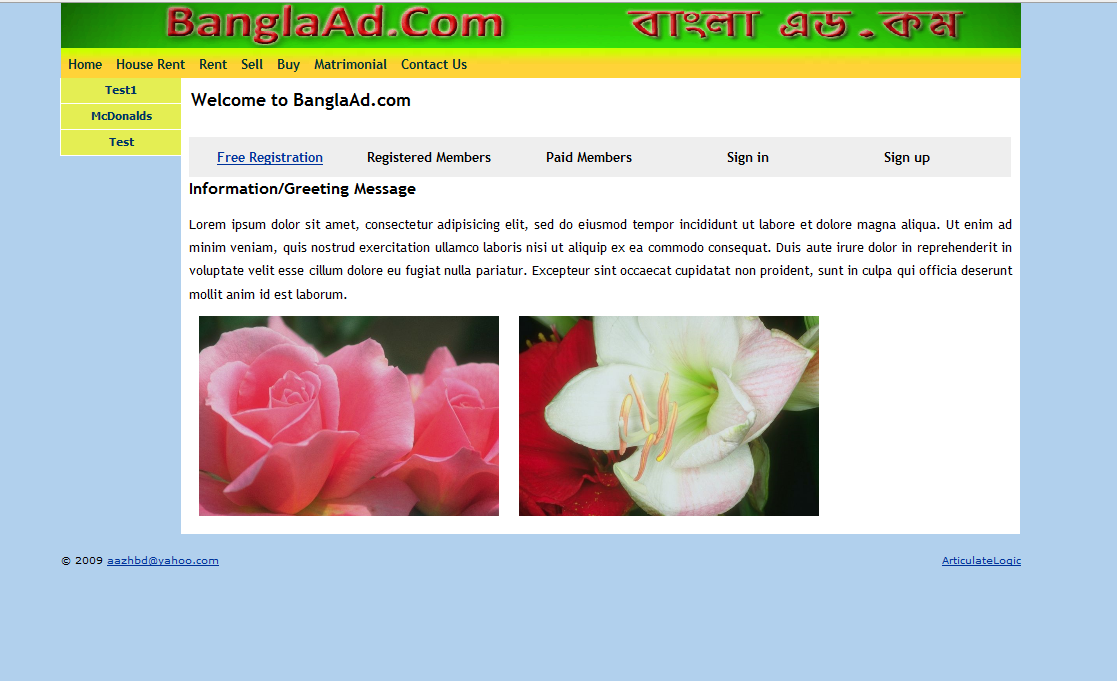 BanglaAd.Com বাংলা এড.কম
Home House Rent Rent Sell Buy Matrimonial Contact Us
Test1
McDonalds
Test
Welcome to BanglaAd.com
Free Registration Registered Members Paid Members Sign in Sign up
Information/Greeting Message
Lorem ipsum dolor sit amet, consectetur adipisicing elit, sed do eiusmod tempor incididunt ut labore et dolore magna aliqua. Ut enim ad
minim veniam, quis nostrud exercitation ullamco laboris nisi ut aliquip ex ea commodo consequat. Duis aute irure dolor in reprehenderit in
voluptate velit esse cillum dolore eu fugiat nulla pariatur. Excepteur sint occaecat cupidatat non proident, sunt in culpa qui officia deserunt
mollit anim id est laborum.
© 2009 aazhbd@yahoo.com ArticulateLogic